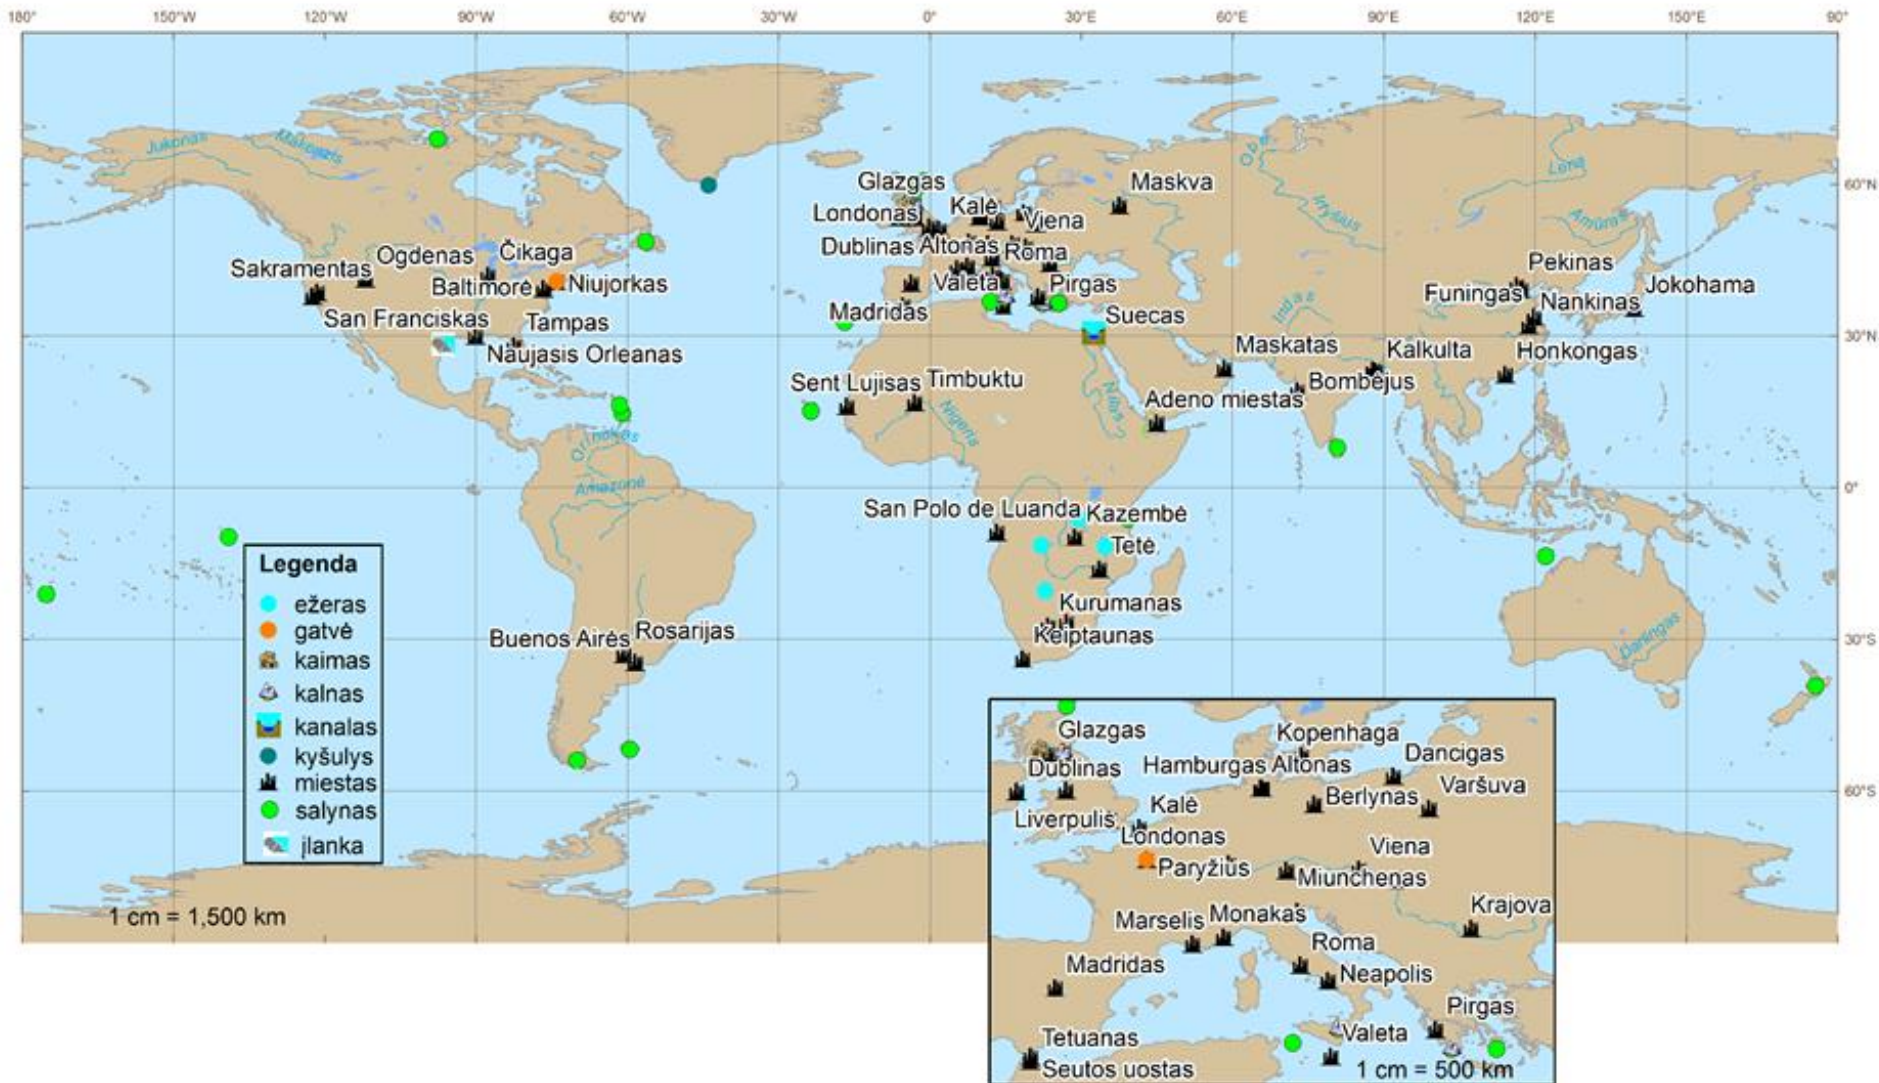 180° 150°W 120°W 90°W 60°W 30°W 0° 30°E 60°E 90°E 120°E 150°E 90°
Jukonas
Makenzis
Obė
Lena
Glazgas
Maskva
60°N
Irtyšius
Amūras
Londonas
Kalė
Viena
Dublinas
Altonas
Roma
Ogdenas
Čikaga
Sakramentas
Baltimorė
Niujorkas
Valeta
Pirgas
Pekinas
Jokohama
Funingas
Nankinas
San Franciskas
Tampas
Madridas
Suecas
Indas
30°N
Naujasis Orleanas
Maskatas
Kalkulta
Honkongas
Sent Lujisas
Timbuktu
Bombėjus
Nilas
Adeno miestas
Nigeris
Orinokas
Amazonė
0°
San Polo de Luanda
Kazembė
Tetė
Legenda
ežeras
gatvė
kaimas
kalnas
kanalas
kyšulys
miestas
salynas
įlanka
Kurumanas
Keiptaunas
Buenos Airės
Rosarijas
Darlingas
30°S
60°S
Glazgas
Kopenhaga
Dancigas
Dublinas
Hamburgas
Altonas
Varšuva
Berlynas
Kalė
Liverpulis
Londonas
Viena
Paryžius
Miunchenas
Krajova
Marselis
Monakas
Roma
Madridas
Neapolis
Pirgas
Tetuanas
Valeta
Seutos uostas
1 cm = 500 km
1 cm = 1,500 km